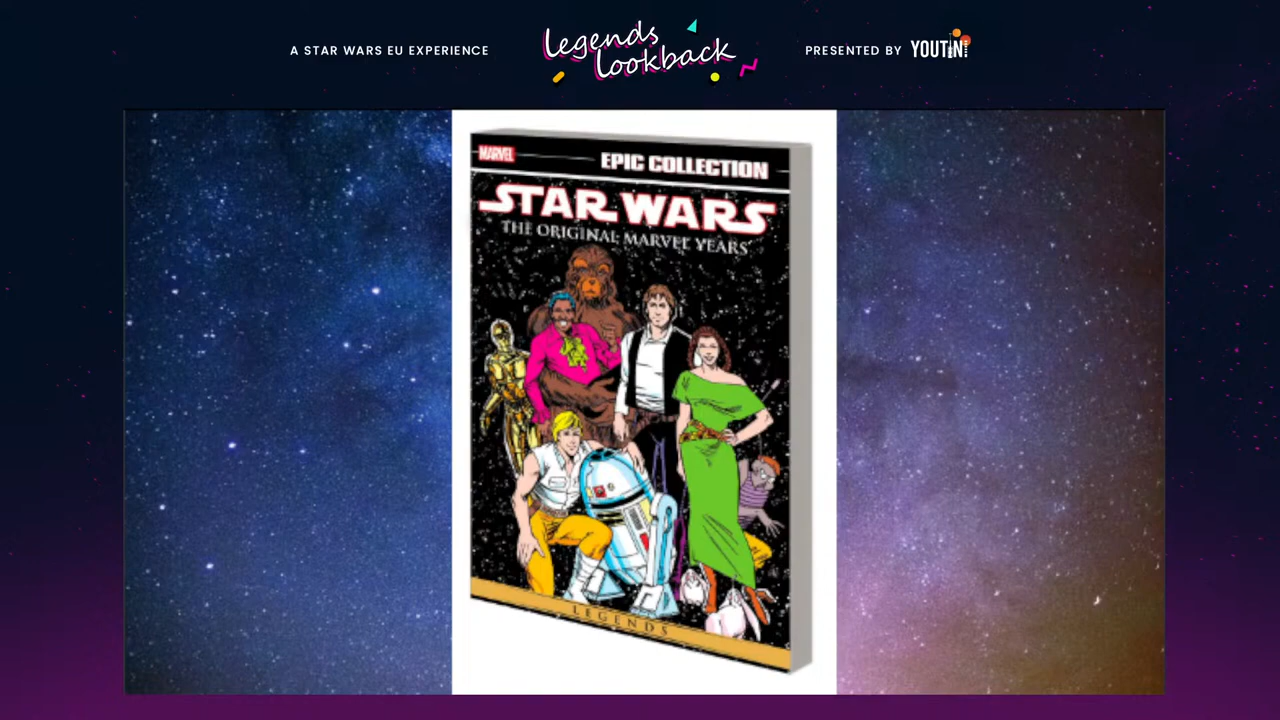 A STAR WARS EU EXPERIENCE
Legends
Lookback
PRESENTED BY YOUTINI
MARVEL
EPIC COLLECTION
STAR WARS
THE ORIGINAL MARVEL YEARS
LEGENDS